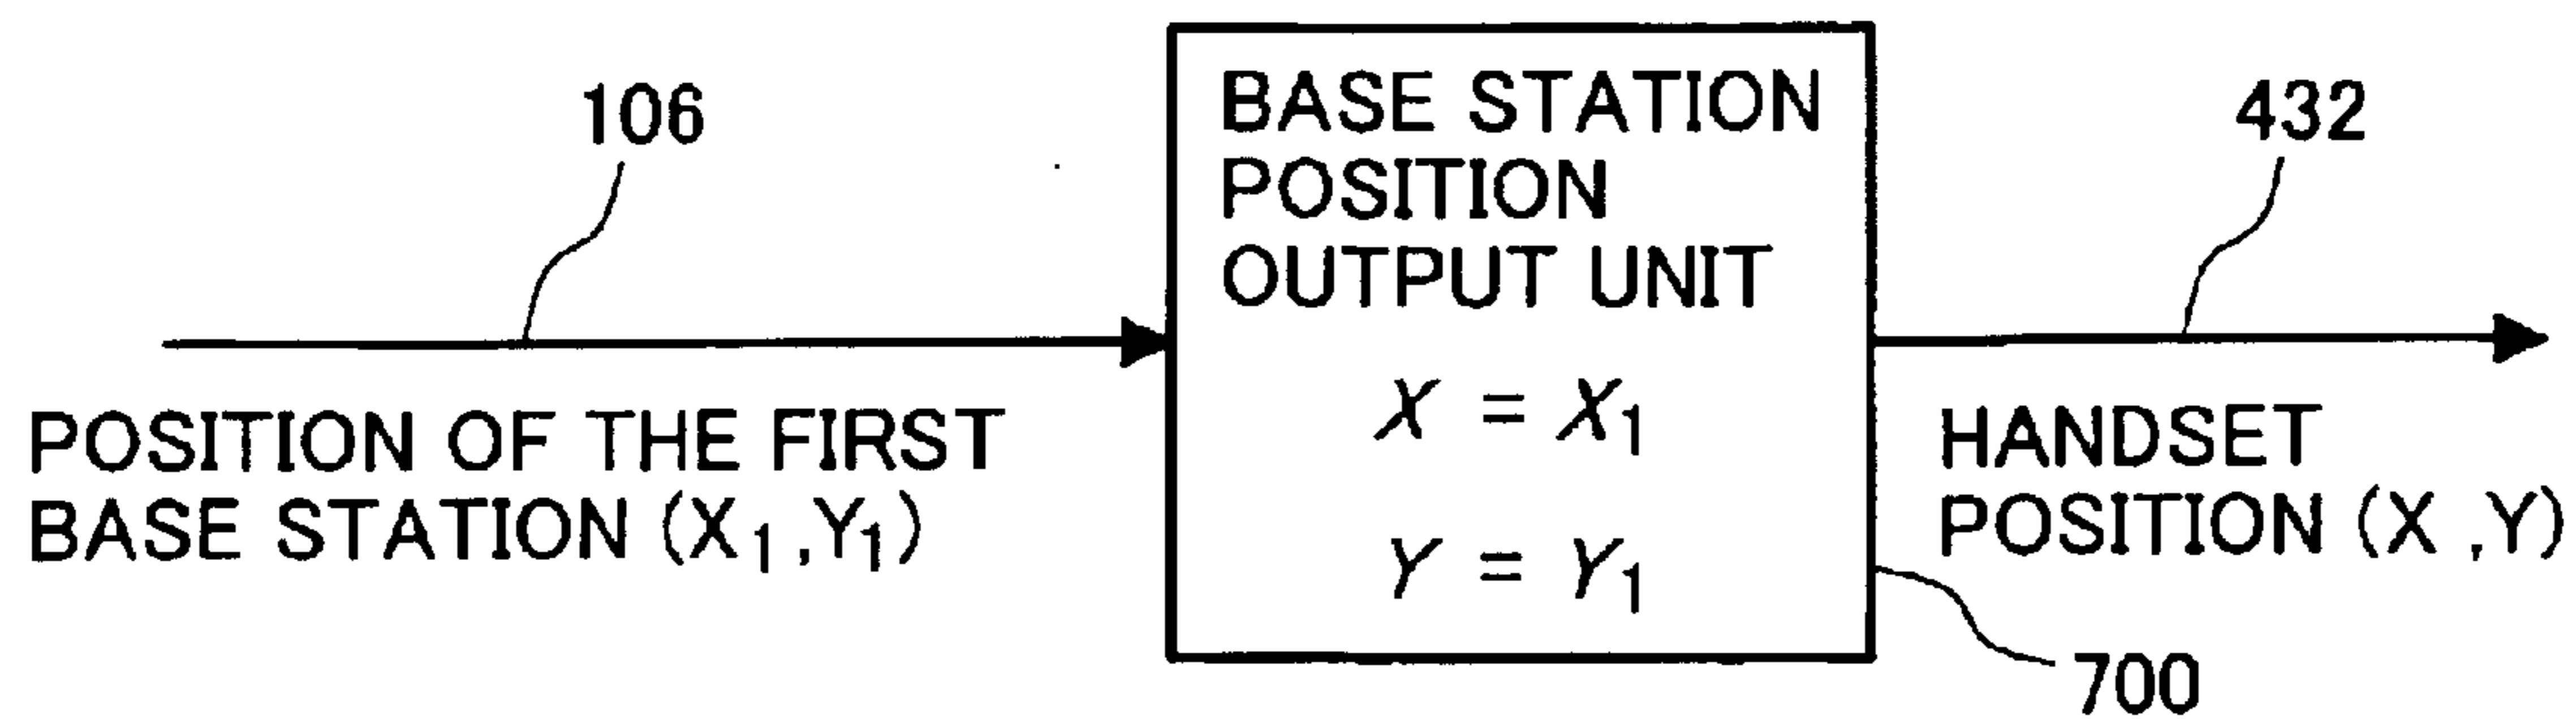 106
POSITION OF THE FIRST
BASE STATION (X₁,Y₁)
BASE STATION
POSITION
OUTPUT UNIT
X = X₁
Y = Y₁
432
HANDSET
POSITION (X ,Y)
700